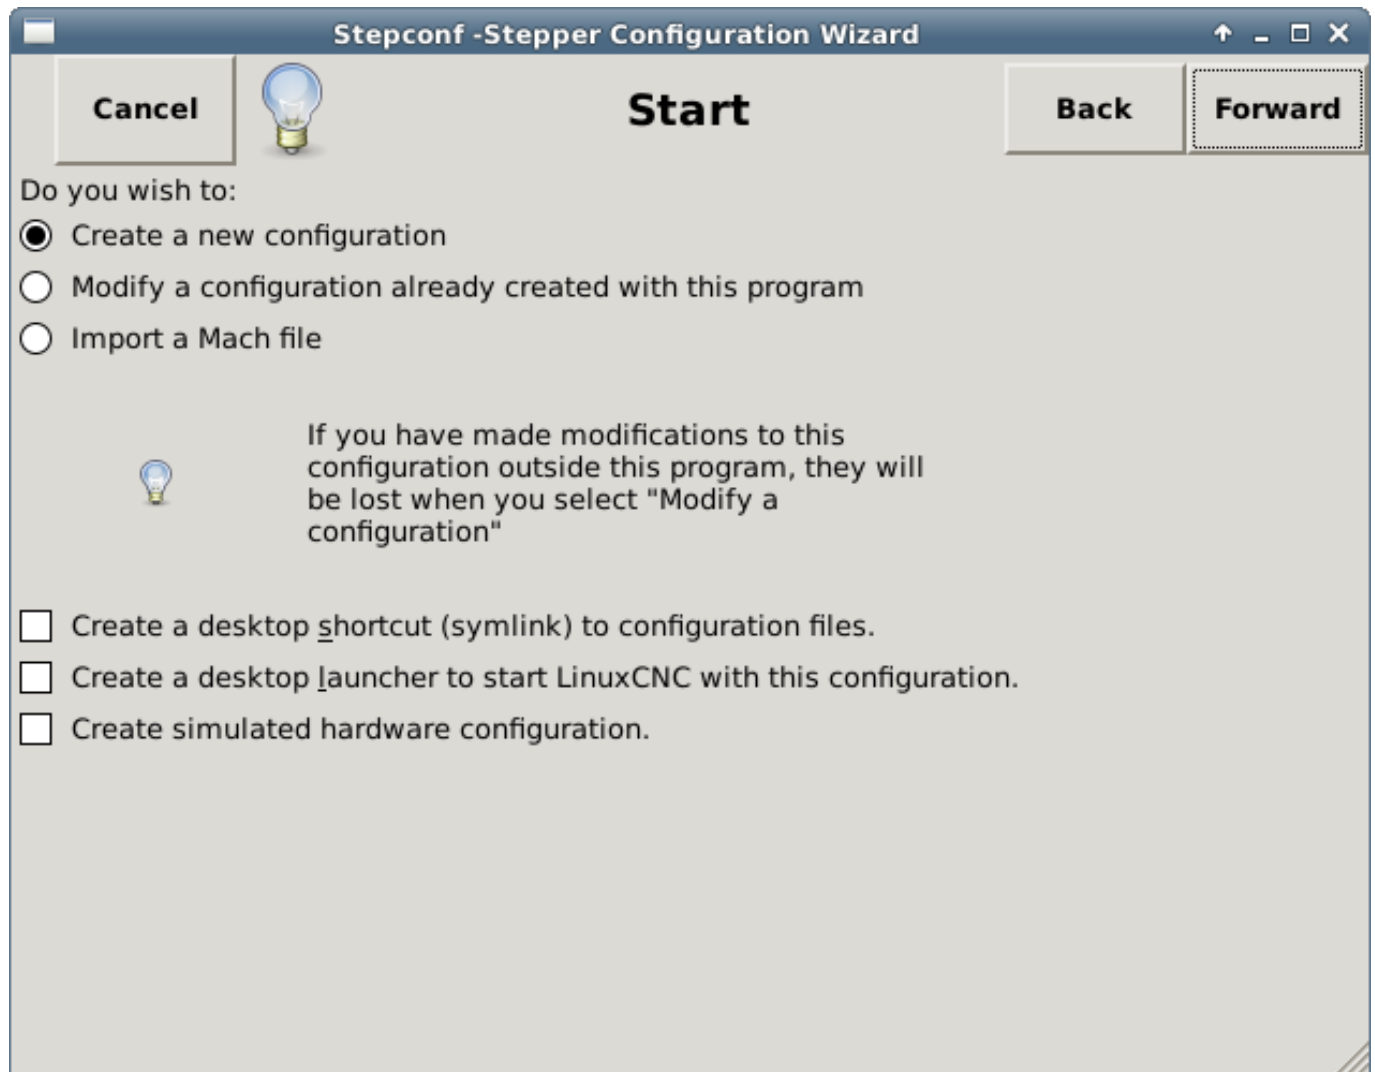 Stepconf -Stepper Configuration Wizard
Cancel
Start
Back
Forward
Do you wish to:
Create a new configuration
Modify a configuration already created with this program
Import a Mach file
If you have made modifications to this
configuration outside this program, they will
be lost when you select "Modify a
configuration"
Create a desktop shortcut (symlink) to configuration files.
Create a desktop launcher to start LinuxCNC with this configuration.
Create simulated hardware configuration.